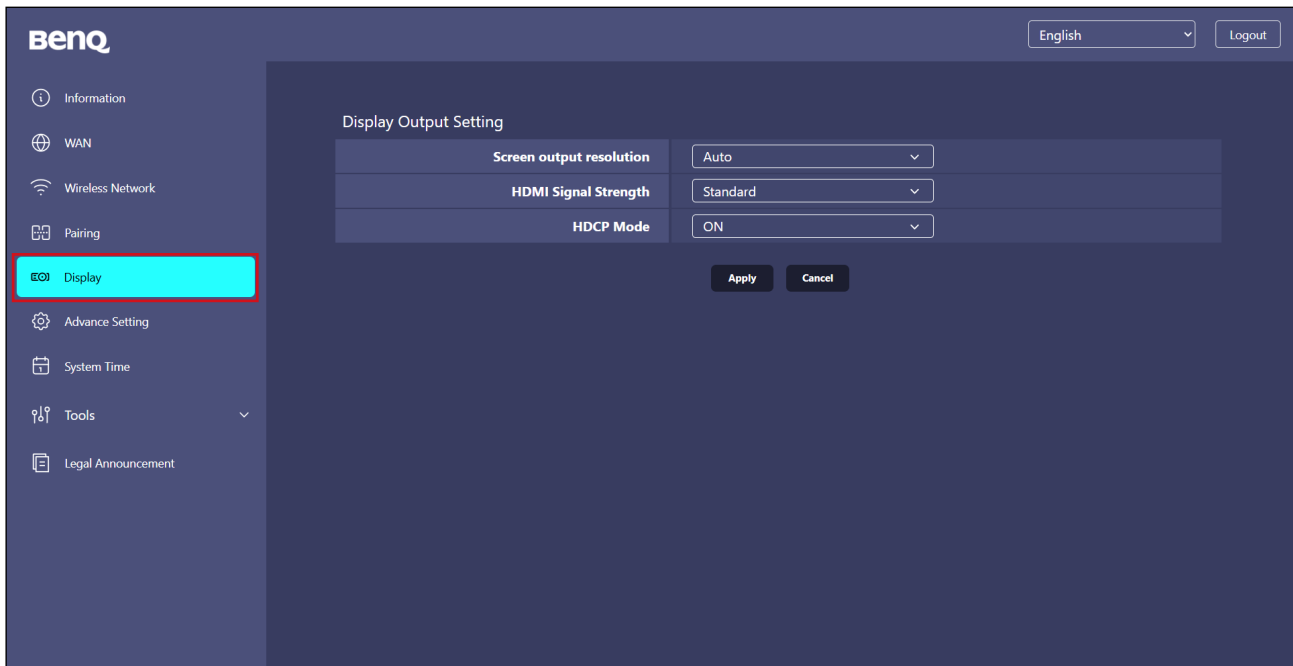 BenQ
English
Logout
Information
WAN
Wireless Network
Pairing
Display
Advance Setting
1
System Time
Tools
Legal Announcement
Display Output Setting
Screen output resolution Auto
HDMI Signal Strength Standard
HDCP Mode ON
Apply Cancel